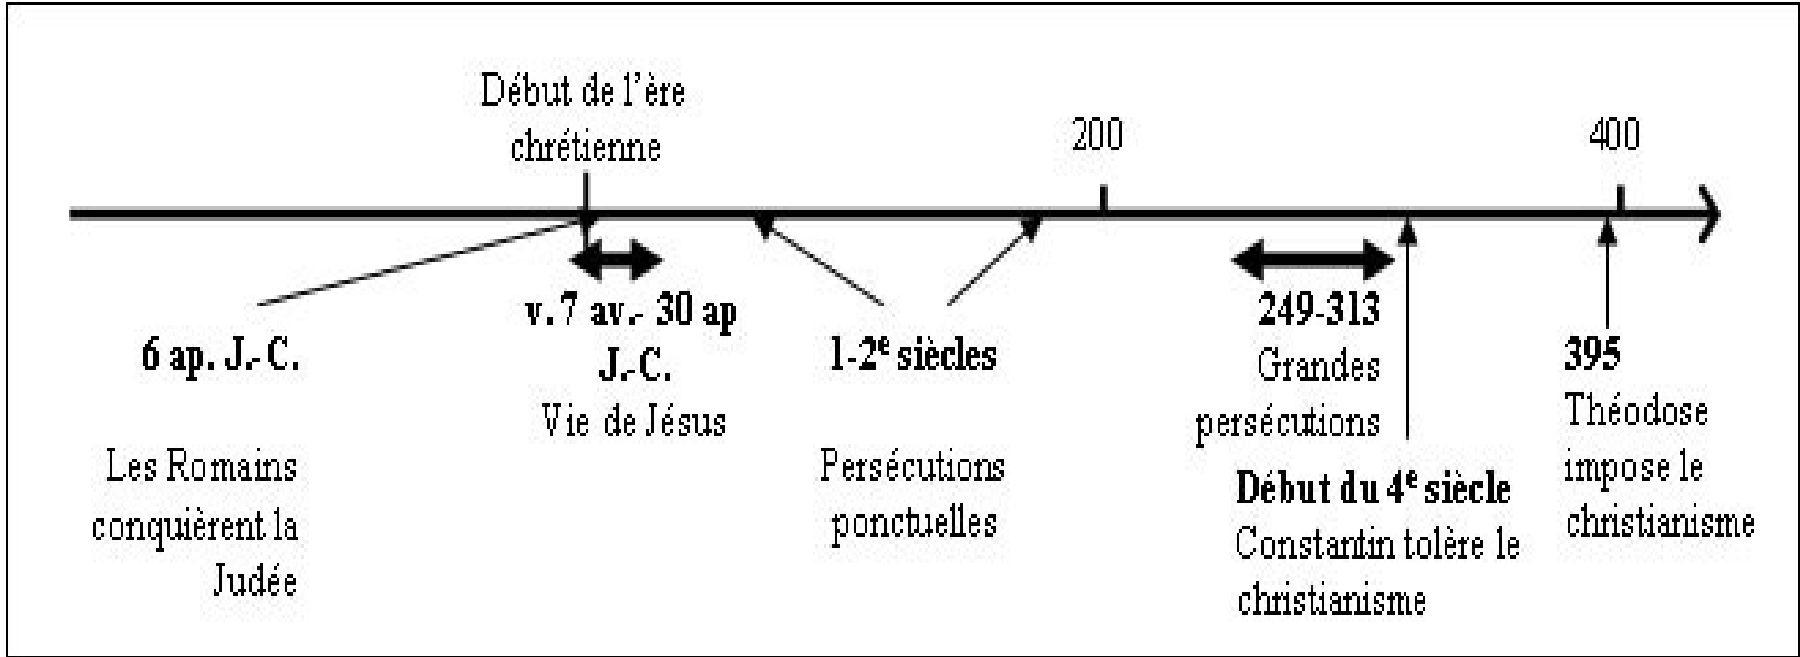 Début de l'ère
chrétienne
200
400
6 ap. J.-C.
Les Romains
conquièrent la
Judée
v. 7 av.- 30 ap
J.-C.
Vie de Jésus
1-2e siècles
Persécutions
ponctuelles
249-313
Grandes
persécutions
Début du 4e siècle
Constantin tolère le
christianisme
395
Théodose
impose le
christianisme